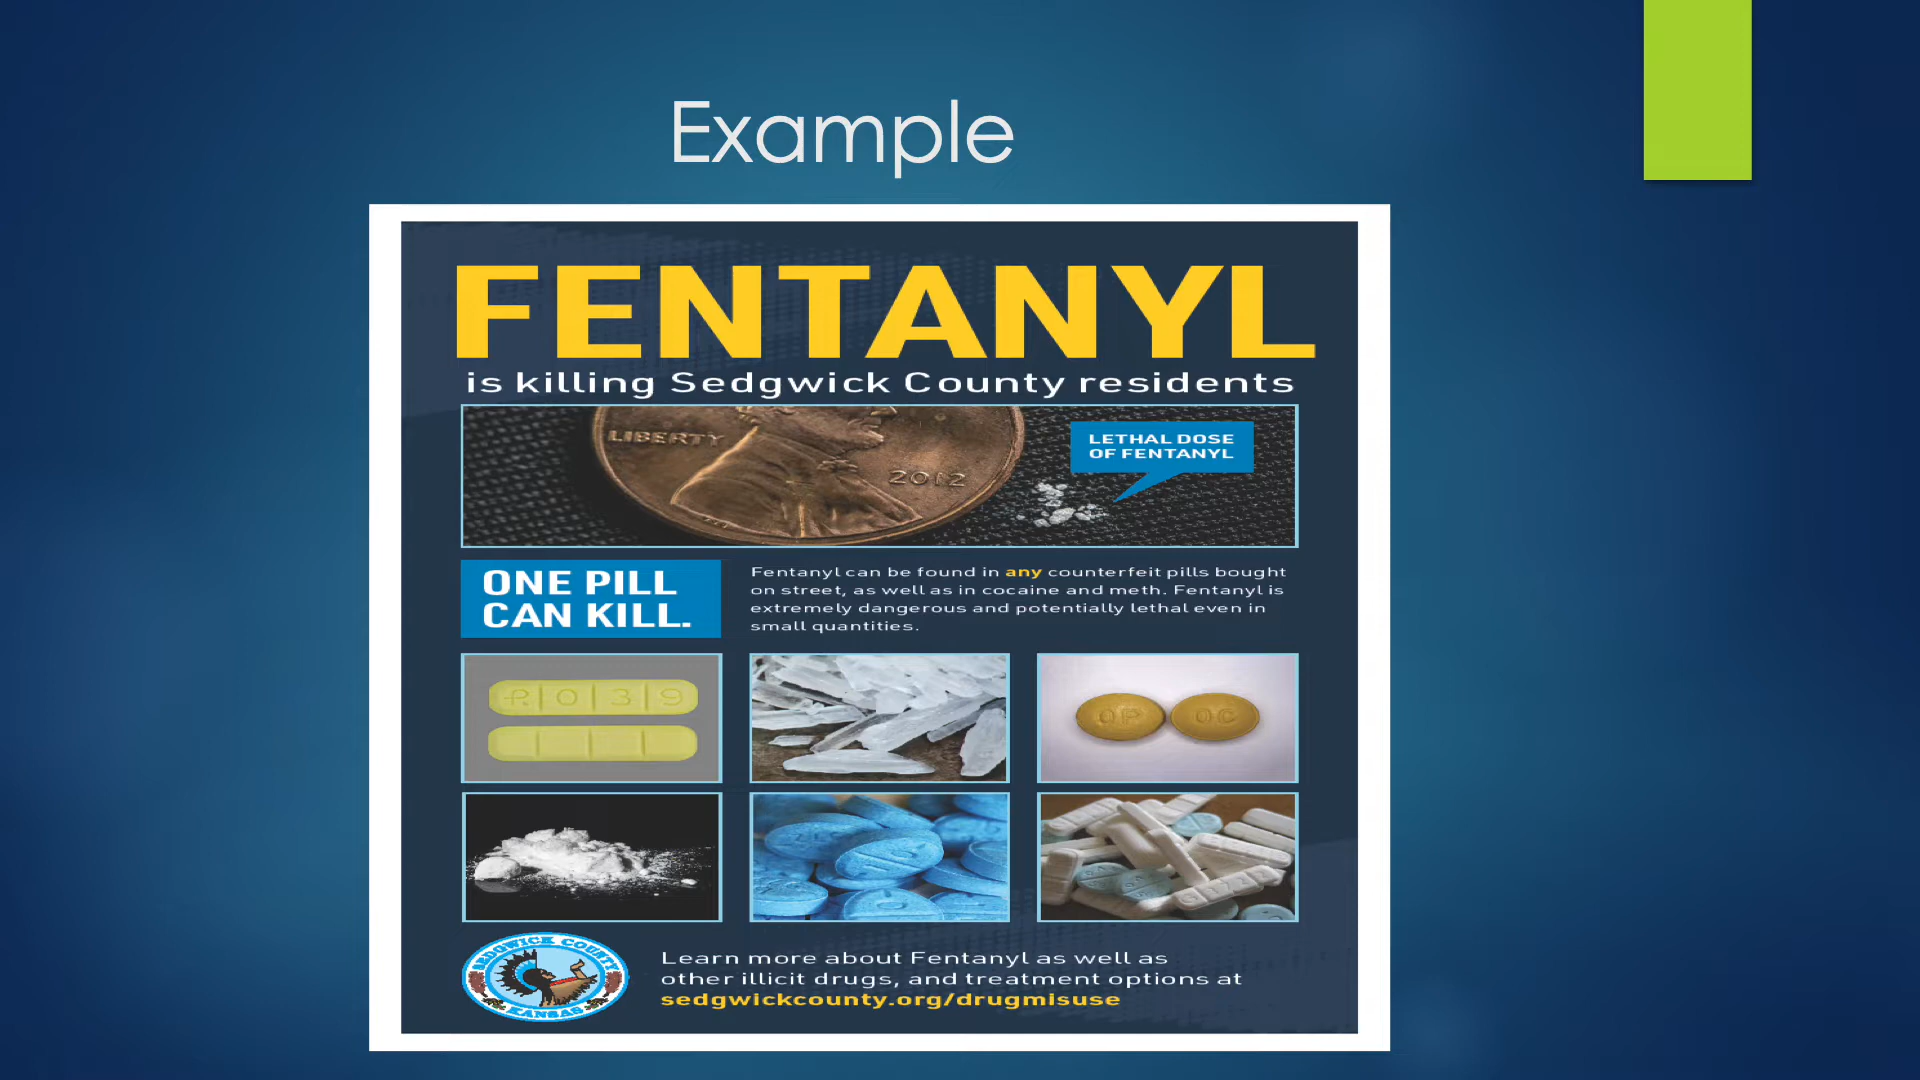 Example
FENTANYL
is killing Sedgwick County residents
LIBERTY
2012
LETHAL DOSE
OF FENTANYL
ONE PILL
CAN KILL.
Fentanyl can be found in any counterfeit pills bought
on street, as well as in cocaine and meth. Fentanyl is
extremely dangerous and potentially lethal even in
small quantities.
R 0 3 9
OP OC
SEDGWICK COUNTY
KANSAS
Learn more about Fentanyl as well as
other illicit drugs, and treatment options at
sedgwickcounty.org/drugmisuse